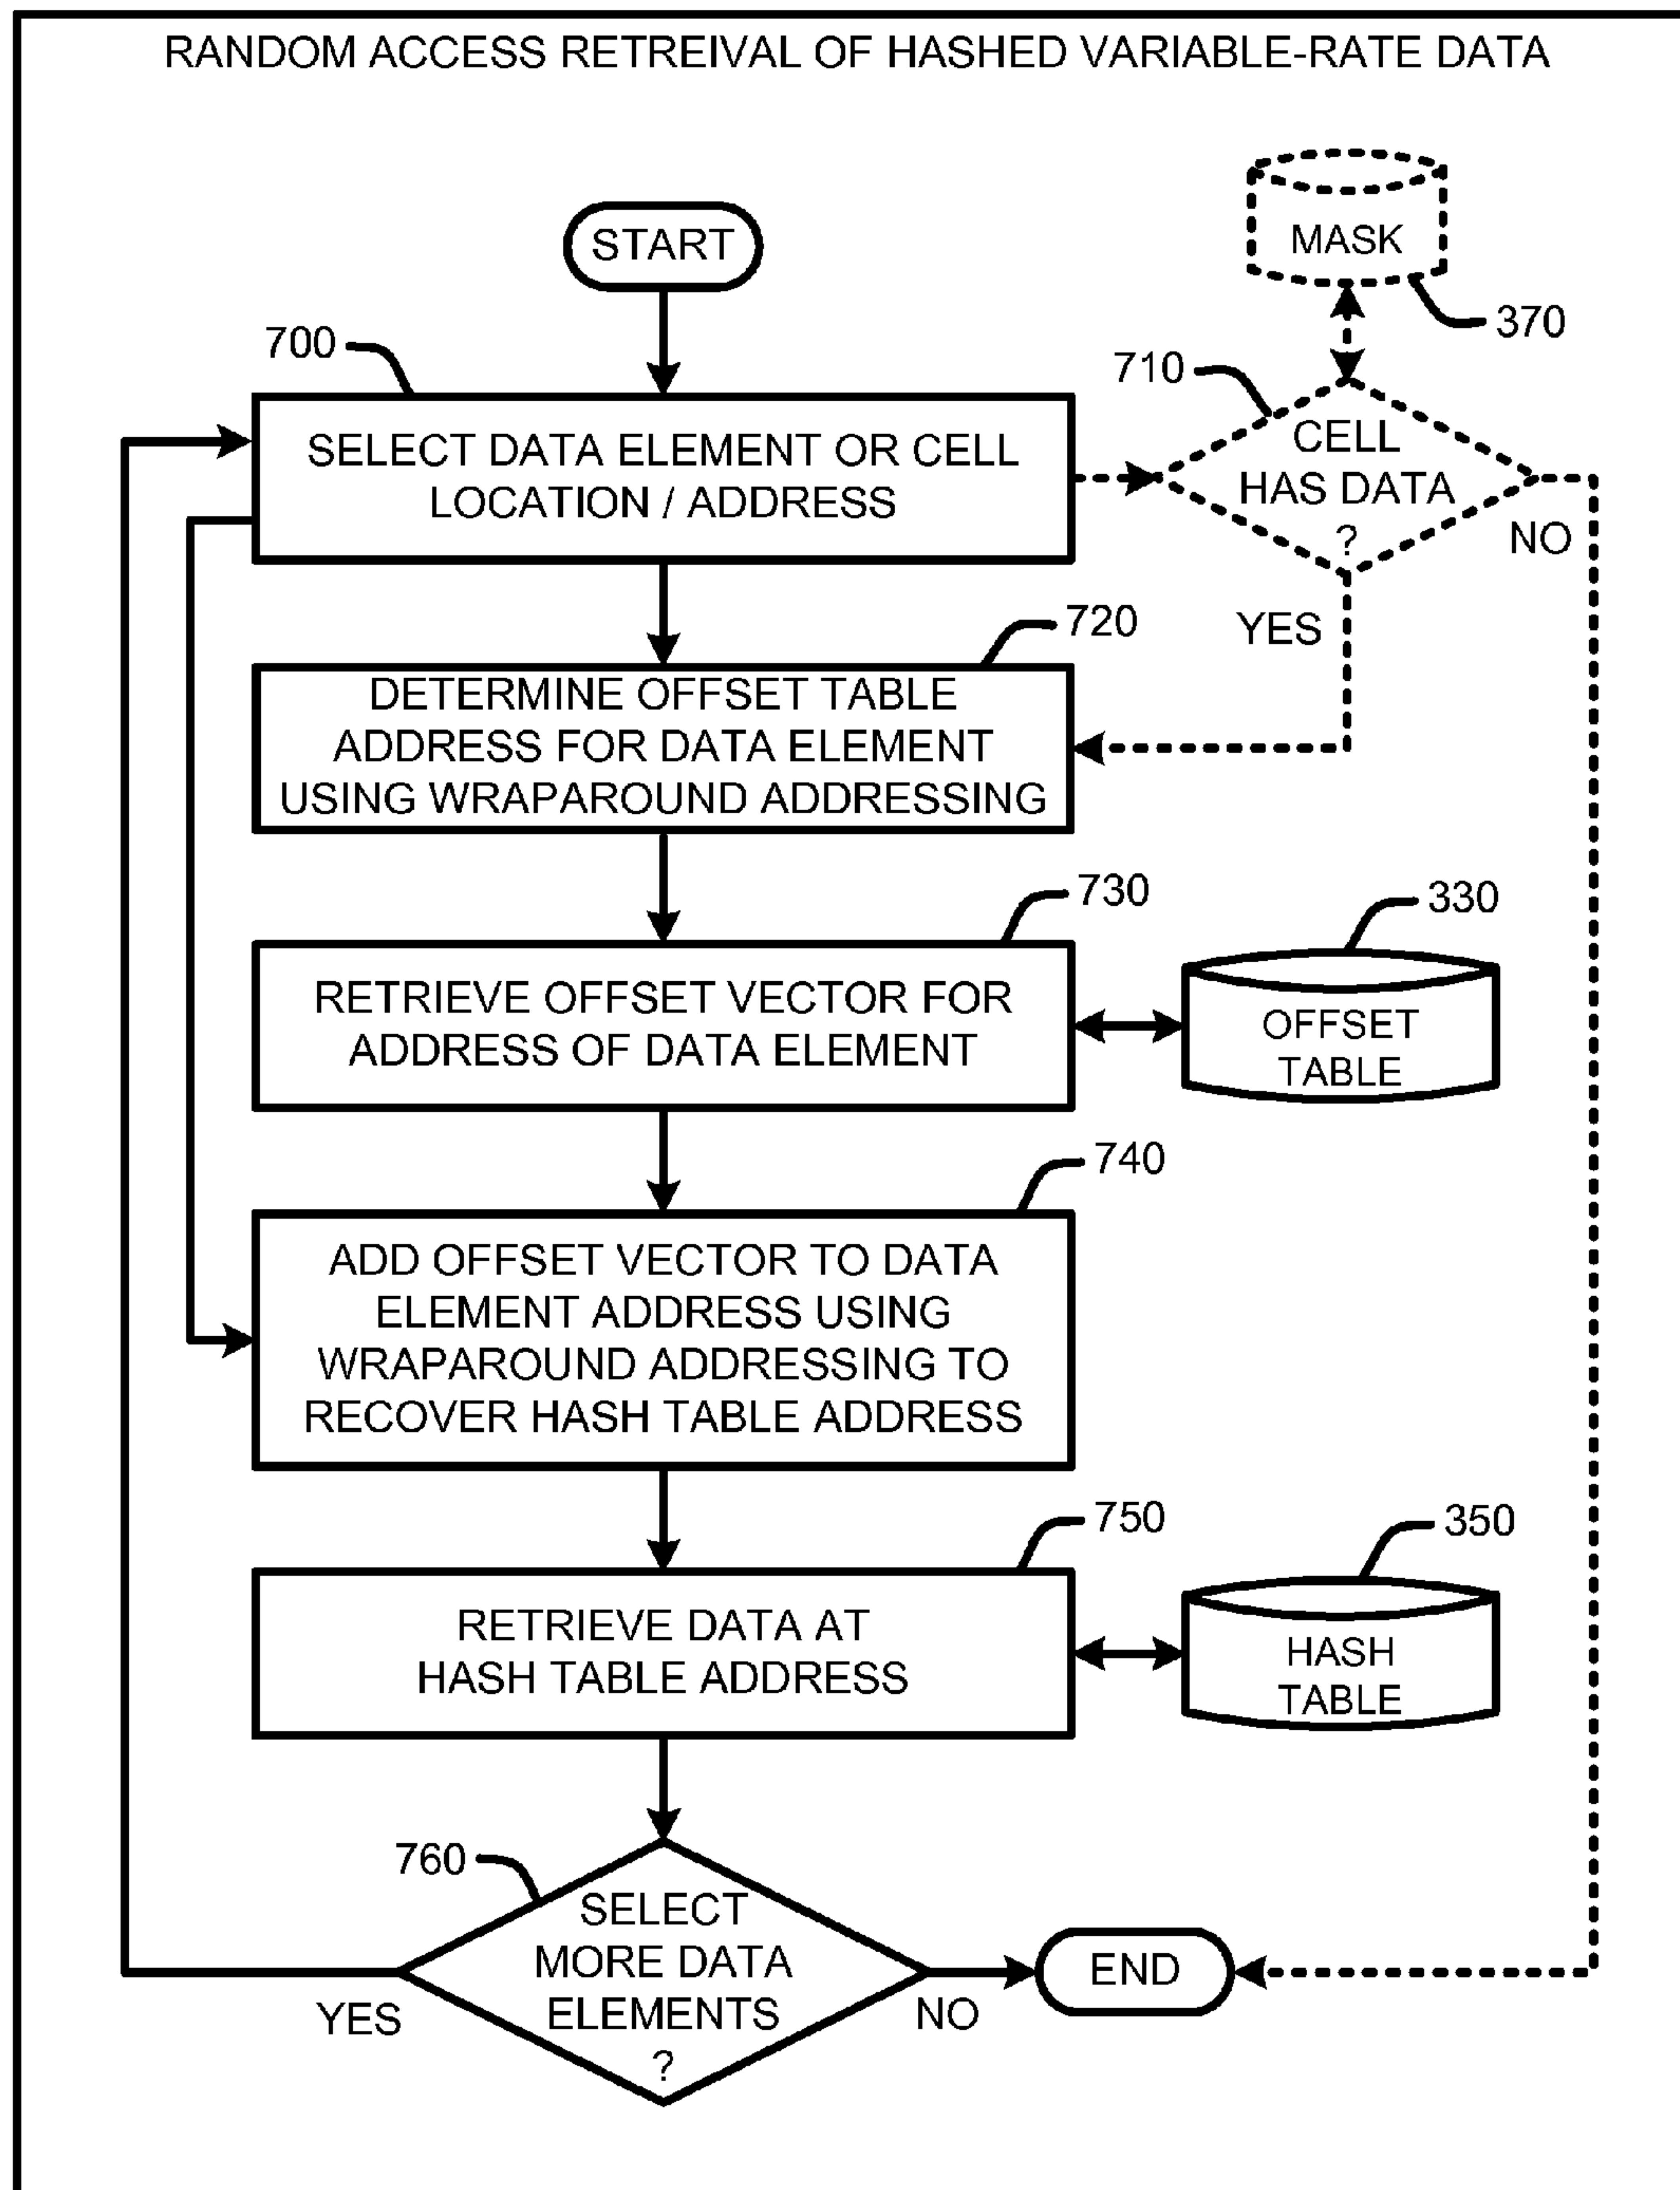 RANDOM ACCESS RETREIVAL OF HASHED VARIABLE-RATE DATA
START
MASK
370
700
710
SELECT DATA ELEMENT OR CELL
LOCATION / ADDRESS
CELL
HAS DATA
?
NO
YES
720
DETERMINE OFFSET TABLE
ADDRESS FOR DATA ELEMENT
USING WRAPAROUND ADDRESSING
730
330
RETRIEVE OFFSET VECTOR FOR
ADDRESS OF DATA ELEMENT
OFFSET
TABLE
740
ADD OFFSET VECTOR TO DATA
ELEMENT ADDRESS USING
WRAPAROUND ADDRESSING TO
RECOVER HASH TABLE ADDRESS
750
350
RETRIEVE DATA AT
HASH TABLE ADDRESS
HASH
TABLE
760
SELECT
MORE DATA
ELEMENTS
?
YES
NO
END